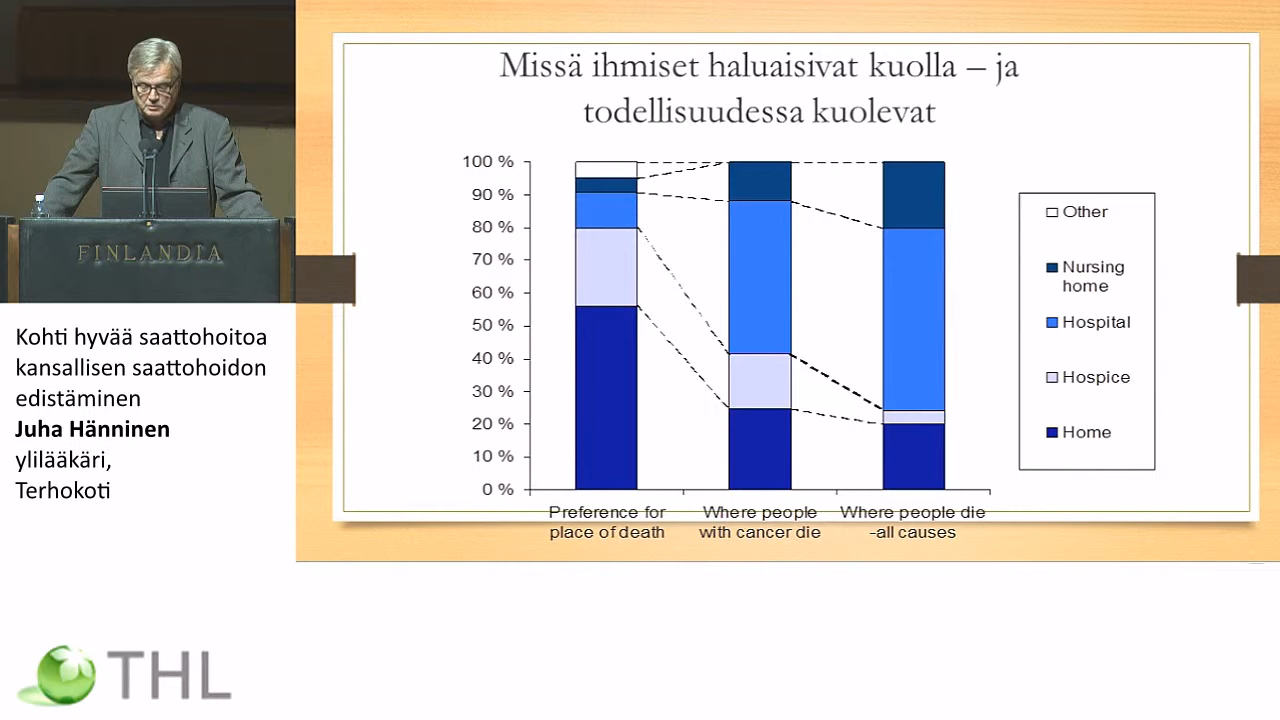 FINLANDIA
Kohti hyvää saattohoitoa
kansallisen saattohoidon
edistäminen
Juha Hänninen
ylilääkäri,
Terhokoti
THL
Missä ihmiset haluaisivat kuolla – ja
todellisuudessa kuolevat
100 %
90 %
80 %
70 %
60 %
50 %
40 %
30 %
20 %
10 %
0 %
Preference for
place of death
Where people
with cancer die
Where people die
-all causes
Other
Nursing
home
Hospital
Hospice
Home